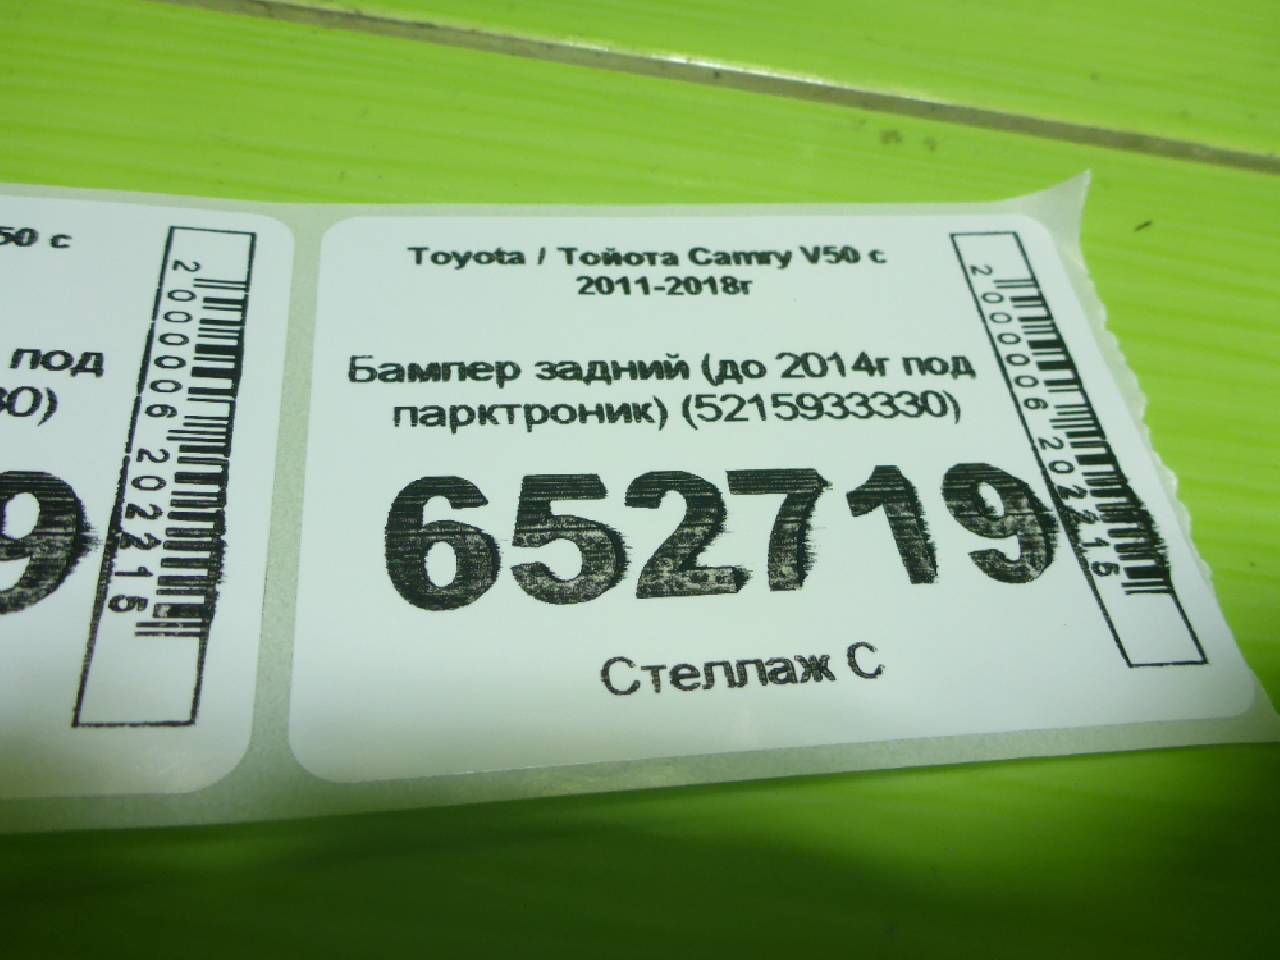 50 с
под
30)
9
2000006202215
Toyota / Тойота Camry V50 с
2011-2018г
Бампер задний (до 2014г под
парктроник) (5215933330)
652719
Стеллаж С
2000006202215